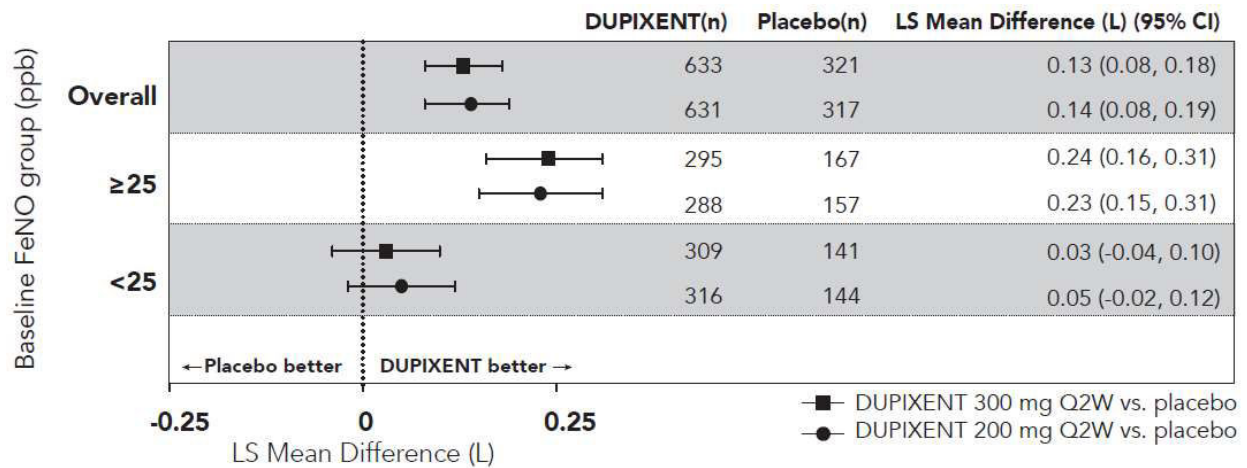 DUPIXENT(n) Placebo(n) LS Mean Difference (L) (95% CI)
Baseline FeNO group (ppb)
Overall
633 321 0.13 (0.08, 0.18)
631 317 0.14 (0.08, 0.19)
≥25
295 167 0.24 (0.16, 0.31)
288 157 0.23 (0.15, 0.31)
<25
309 141 0.03 (-0.04, 0.10)
316 144 0.05 (-0.02, 0.12)
←Placebo better DUPIXENT better →
-0.25 0 0.25
LS Mean Difference (L)
DUPIXENT 300 mg Q2W vs. placebo
DUPIXENT 200 mg Q2W vs. placebo